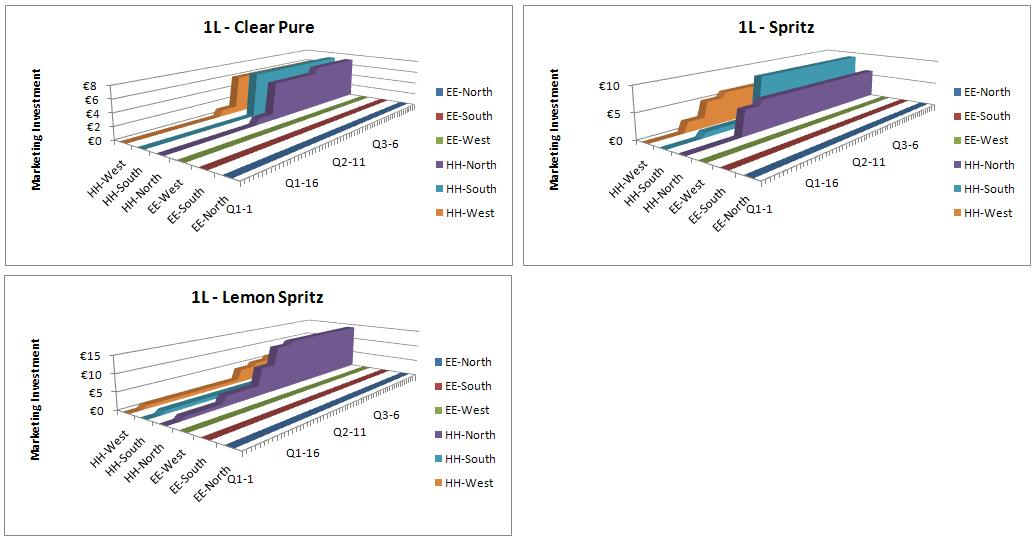 1L - Clear Pure
Marketing Investment
€8
€6
€4
€2
€0
HH-West
HH-South
HH-North
EE-West
EE-South
EE-North
Q1-1
Q1-16
Q2-11
Q3-6
EE-North
EE-South
EE-West
HH-North
HH-South
HH-West
1L - Spritz
Marketing Investment
€10
€5
€0
HH-West
HH-South
HH-North
EE-West
EE-South
EE-North
Q1-1
Q1-16
Q2-11
Q3-6
EE-North
EE-South
EE-West
HH-North
HH-South
HH-West
1L - Lemon Spritz
Marketing Investment
€15
€10
€5
€0
HH-West
HH-South
HH-North
EE-West
EE-South
EE-North
Q1-1
Q1-16
Q2-11
Q3-6
EE-North
EE-South
EE-West
HH-North
HH-South
HH-West